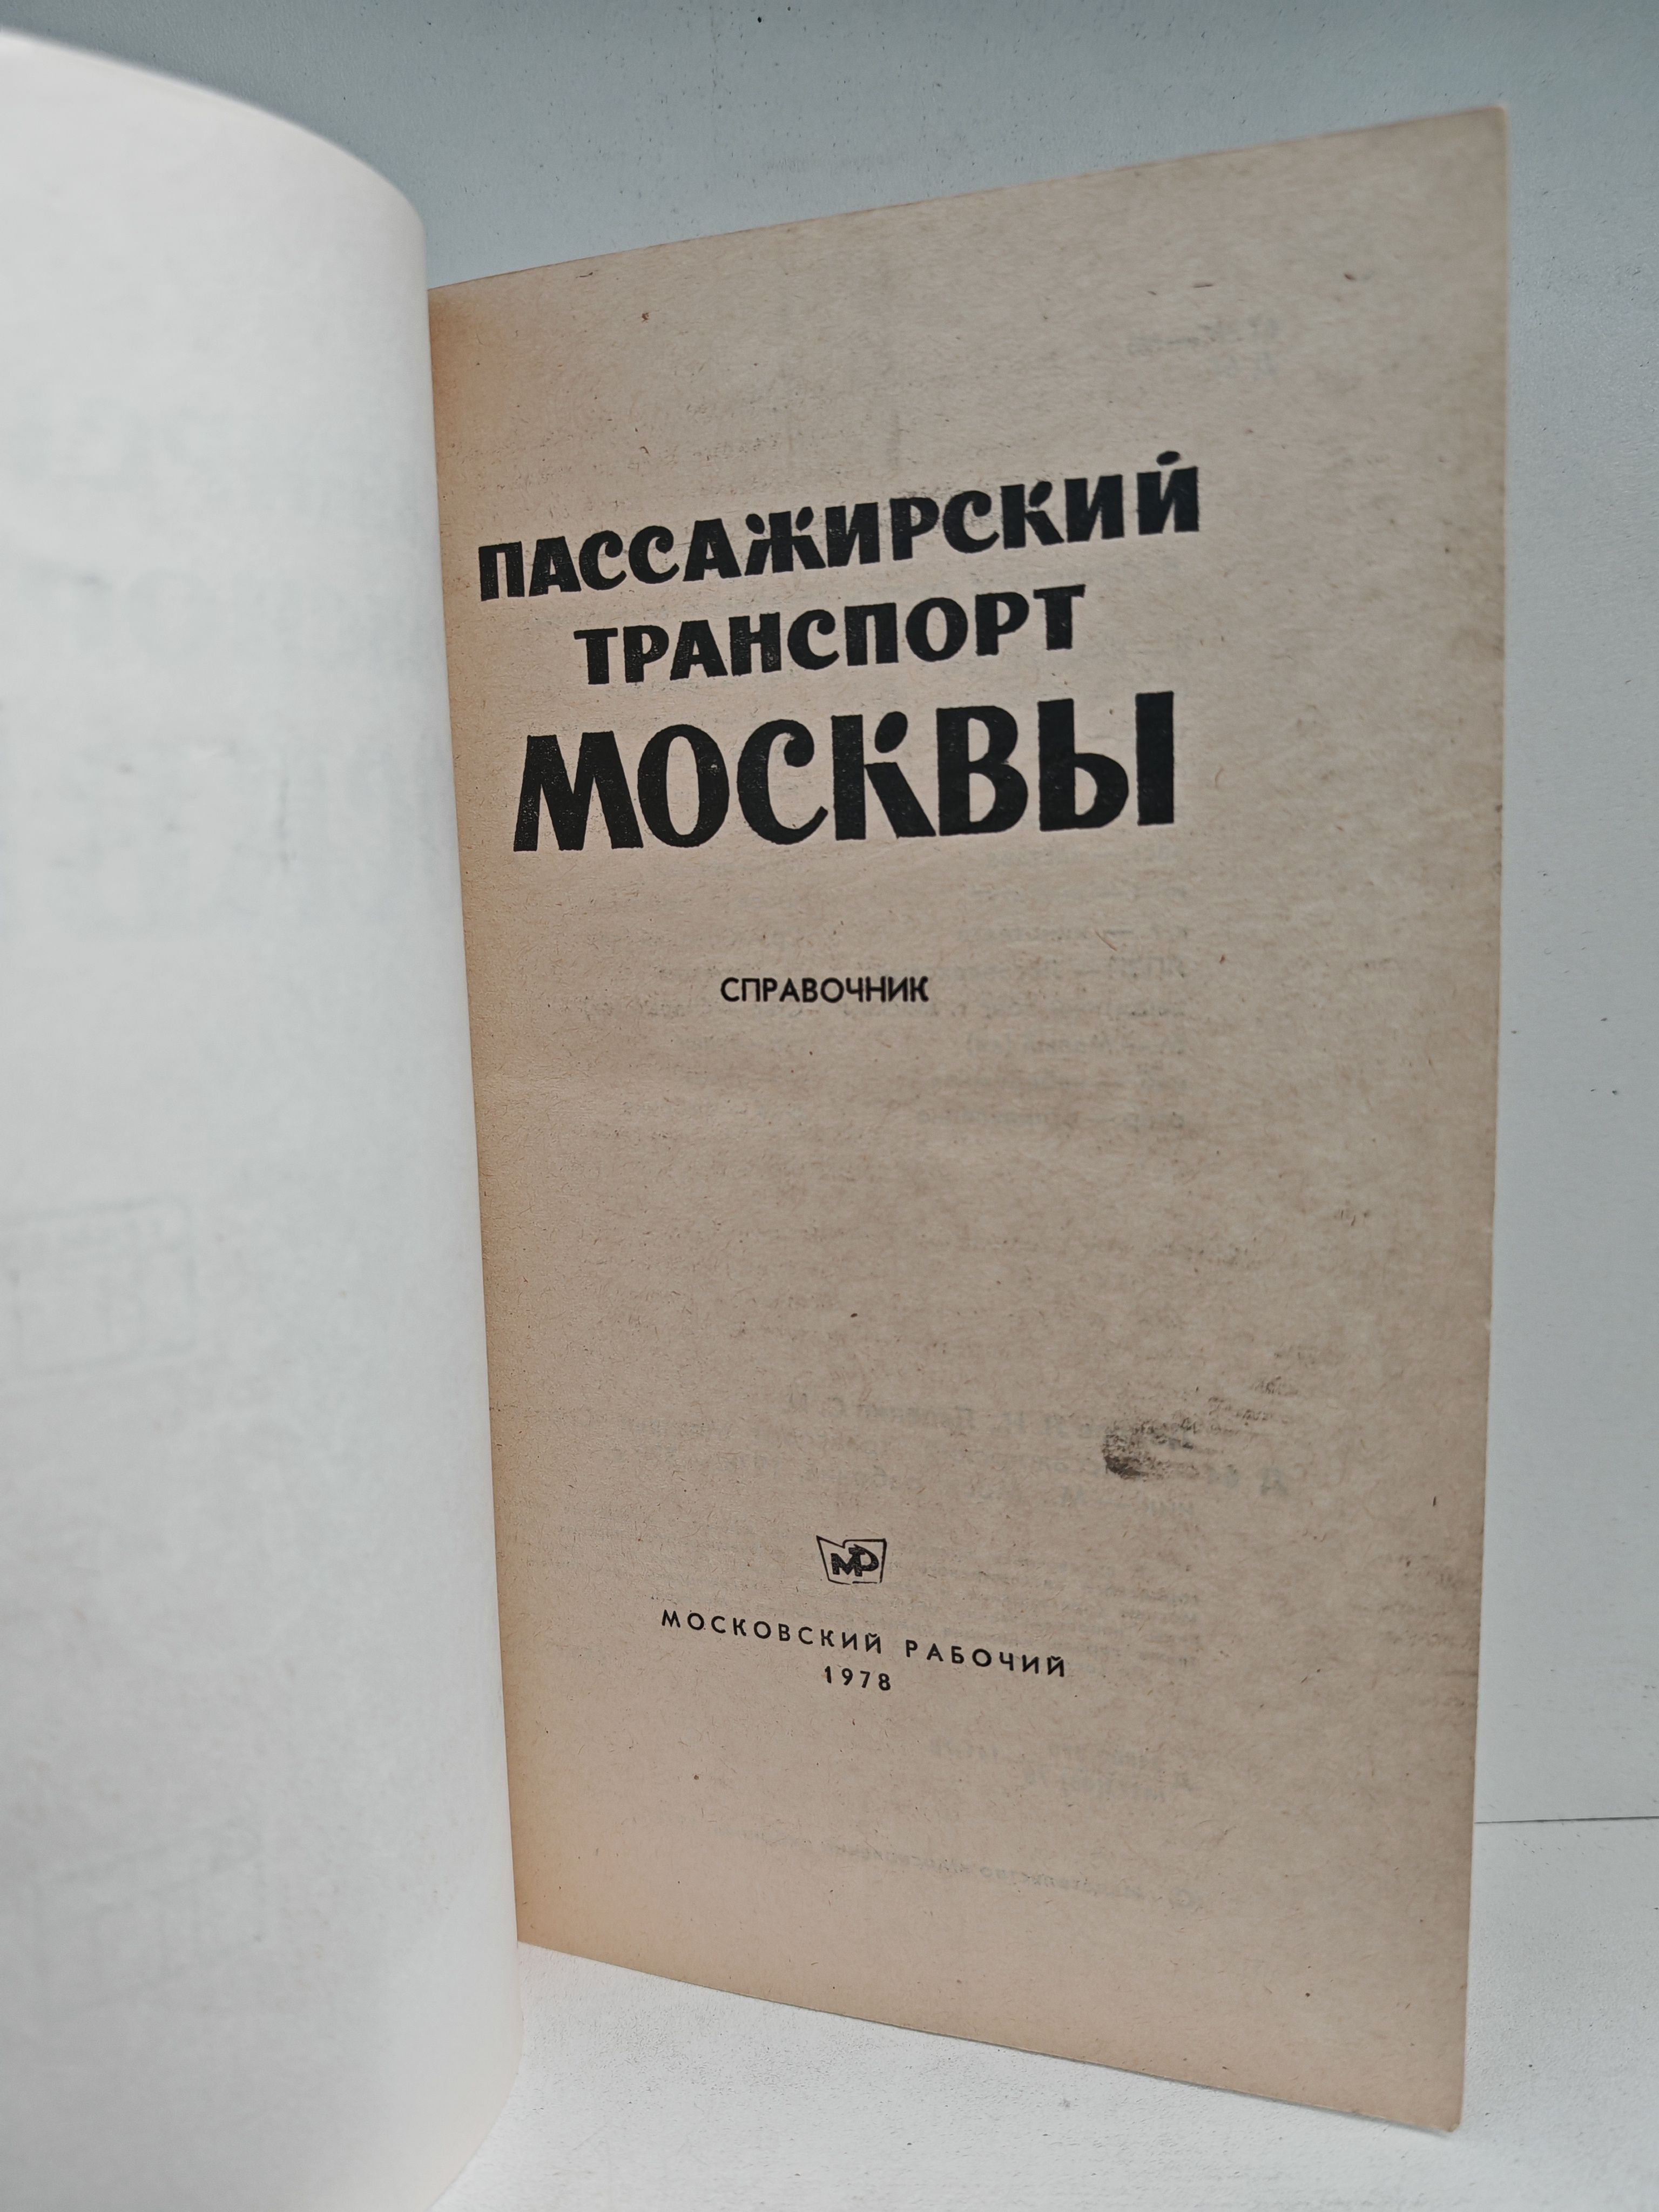 ПАССАЖИРСКИЙ
ТРАНСПОРТ
МОСКВЫ
СПРАВОЧНИК
МР
МОСКОВСКИЙ РАБОЧИЙ
1978